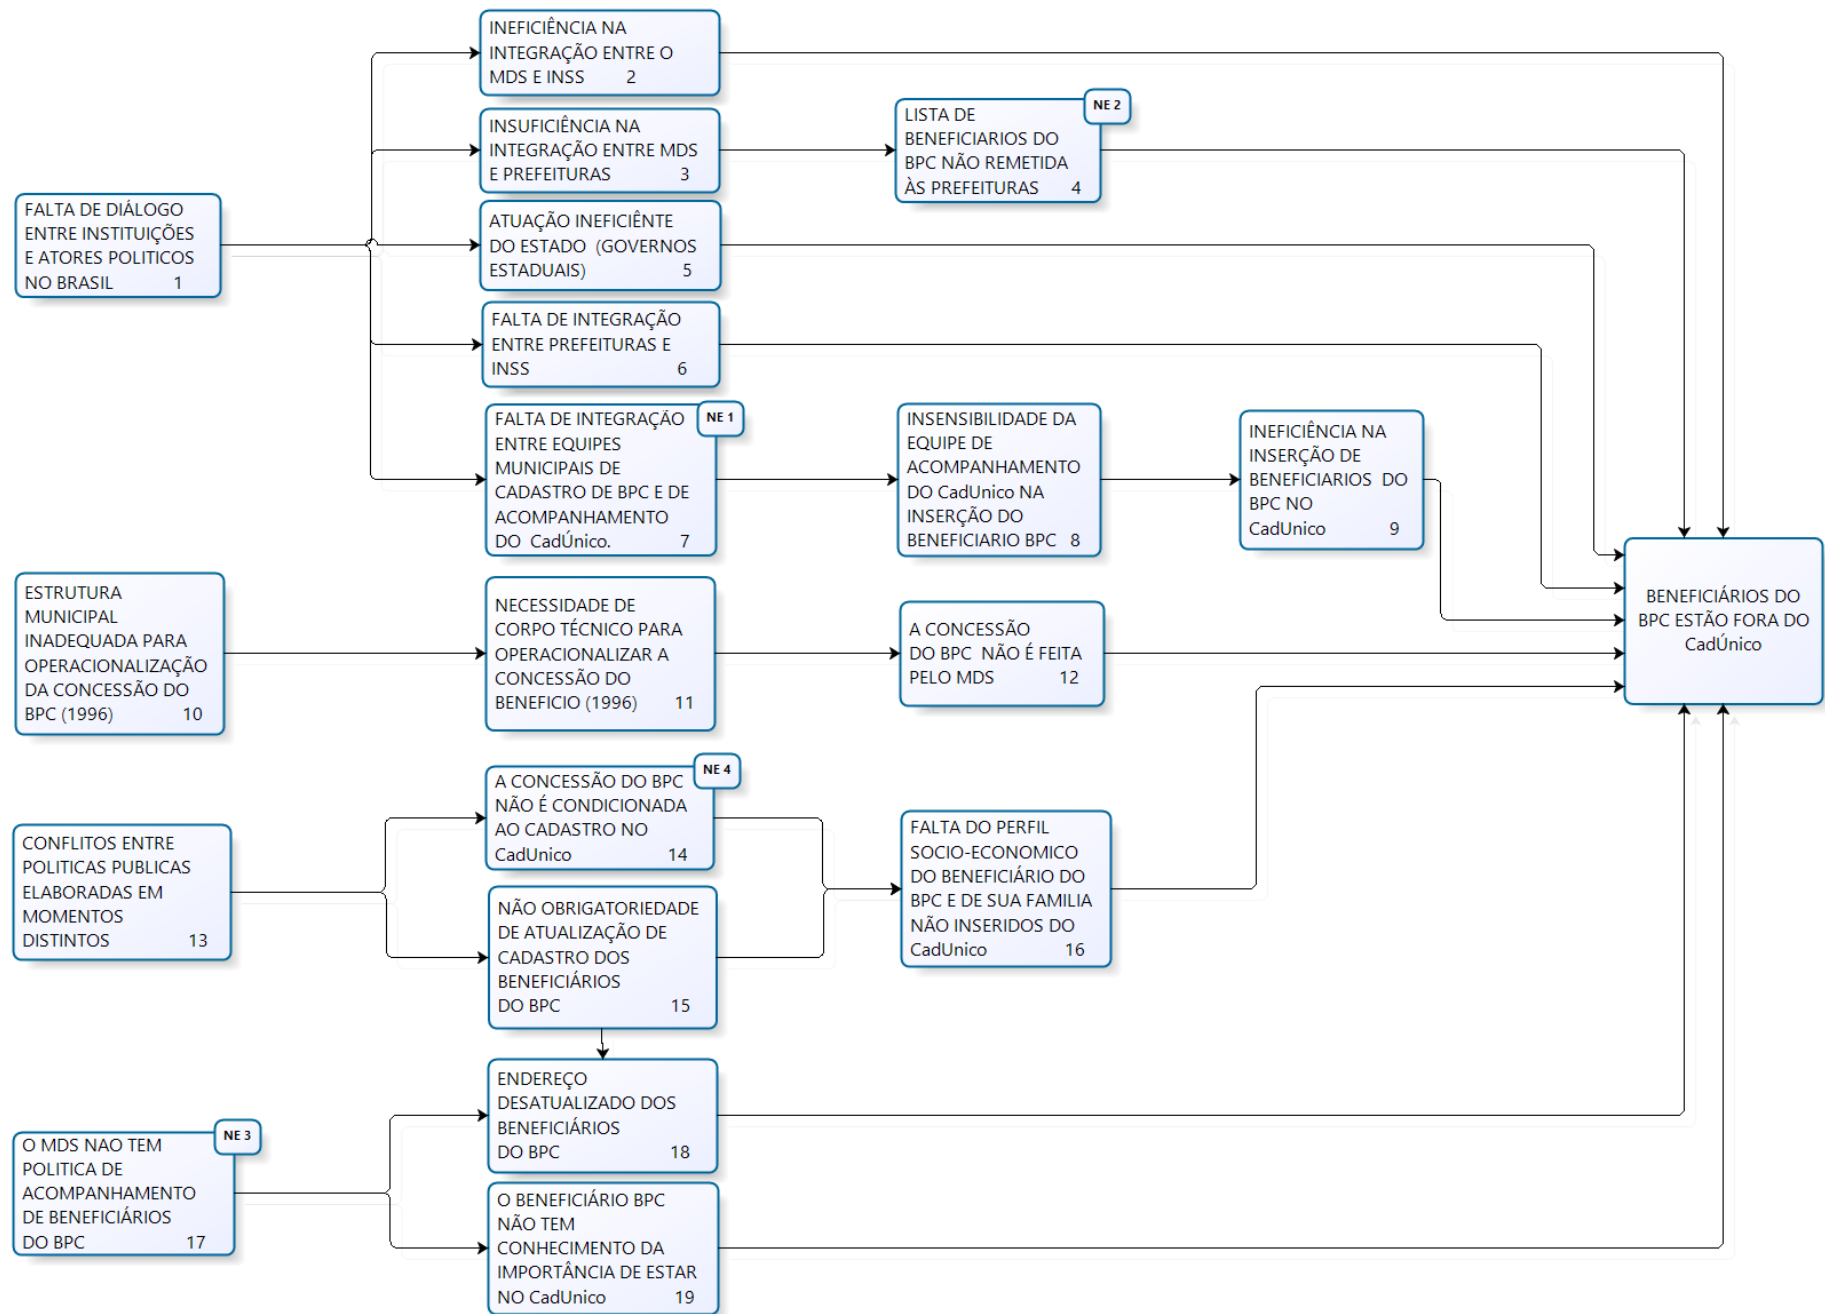 INEFICIÊNCIA NA
INTEGRAÇÃO ENTRE O
MDS E INSS 2
INSUFICIÊNCIA NA
INTEGRAÇÃO ENTRE MDS
E PREFEITURAS 3
NE 2
LISTA DE
BENEFICIARIOS DO
BPC NÃO REMETIDA
ÀS PREFEITURAS 4
FALTA DE DIÁLOGO
ENTRE INSTITUIÇÕES
E ATORES POLITICOS
NO BRASIL 1
ATUAÇÃO INEFICIÊNTE
DO ESTADO (GOVERNOS
ESTADUAIS) 5
FALTA DE INTEGRAÇÃO
ENTRE PREFEITURAS E
INSS 6
NE 1
FALTA DE INTEGRAÇÃO
ENTRE EQUIPES
MUNICIPAIS DE
CADASTRO DE BPC E DE
ACOMPANHAMENTO
DO CadÚnico. 7
INSENSIBILIDADE DA
EQUIPE DE
ACOMPANHAMENTO
DO CadUnico NA
INSERÇÃO DO
BENEFICIARIO BPC 8
INEFICIÊNCIA NA
INSERÇÃO DE
BENEFICIARIOS DO
BPC NO
CadUnico 9
BENEFICIÁRIOS DO
BPC ESTÃO FORA DO
CadÚnico
ESTRUTURA
MUNICIPAL
INADEQUADA PARA
OPERACIONALIZAÇÃO
DA CONCESSÃO DO
BPC (1996) 10
NECESSIDADE DE
CORPO TÉCNICO PARA
OPERACIONALIZAR A
CONCESSÃO DO
BENEFICIO (1996) 11
A CONCESSÃO
DO BPC NÃO É FEITA
PELO MDS 12
CONFLITOS ENTRE
POLITICAS PUBLICAS
ELABORADAS EM
MOMENTOS
DISTINTOS 13
NE 4
A CONCESSÃO DO BPC
NÃO É CONDICIONADA
AO CADASTRO NO
CadUnico 14
NÃO OBRIGATORIEDADE
DE ATUALIZAÇÃO DE
CADASTRO DOS
BENEFICIÁRIOS
DO BPC 15
FALTA DO PERFIL
SOCIO-ECONOMICO
DO BENEFICIÁRIO DO
BPC E DE SUA FAMILIA
NÃO INSERIDOS DO
CadUnico 16
NE 3
O MDS NAO TEM
POLITICA DE
ACOMPANHAMENTO
DE BENEFICIÁRIOS
DO BPC 17
ENDEREÇO
DESATUALIZADO DOS
BENEFICIÁRIOS
DO BPC 18
O BENEFICIÁRIO BPC
NÃO TEM
CONHECIMENTO DA
IMPORTÂNCIA DE ESTAR
NO CadUnico 19